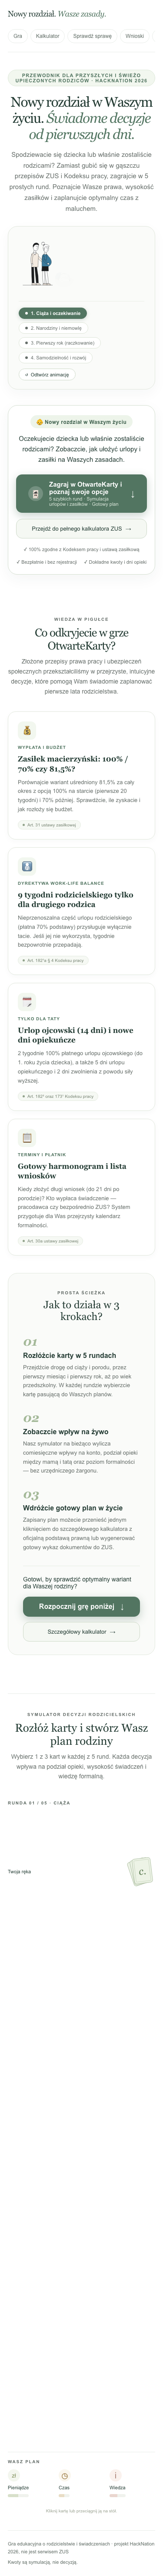 Nowy rozdział. Wasze zasady.
Gra Kalkulator Sprawdź sprawę Wnioski
PRZEWODNIK DLA PRZYSZŁYCH I ŚWIEŻO
UPIECZONYCH RODZICÓW · HACKNATION 2026
Nowy rozdział w Waszym
życiu. Świadome decyzje
od pierwszych dni.
Spodziewacie się dziecka lub właśnie zostaliście
rodzicami? Zamiast gubić się w gąszczu
przepisów ZUS i Kodeksu pracy, zagrajcie w 5
prostych rund. Poznajcie Wasze prawa, wysokość
zasiłków i zaplanujcie optymalny czas z
maluchem.
1. Ciąża i oczekiwanie
2. Narodziny i niemowlę
3. Pierwszy rok (raczkowanie)
4. Samodzielność i rozwój
Odtwórz animację
Nowy rozdział w Waszym życiu
Oczekujecie dziecka lub właśnie zostaliście
rodzicami? Zobaczcie, jak ułożyć urlopy i
zasiłki na Waszych zasadach.
Zagraj w OtwarteKarty i
poznaj swoje opcje
5 szybkich rund · Symulacja
urlopów i zasiłków · Gotowy plan
↓
Przejdź do pełnego kalkulatora ZUS →
✓ 100% zgodne z Kodeksem pracy i ustawą zasiłkową
✓ Bezpłatnie i bez rejestracji ✓ Dokładne kwoty i dni opieki
WIEDZA W PIGUŁCE
Co odkryjecie w grze
OtwarteKarty?
Złożone przepisy prawa pracy i ubezpieczeń
społecznych przekształciliśmy w przejrzyste, intuicyjne
decyzje, które pomogą Wam świadomie zaplanować
pierwsze lata rodzicielstwa.
WYPŁATA I BUDŻET
Zasiłek macierzyński: 100% /
70% czy 81,5%?
Porównajcie wariant uśredniony 81,5% za cały
okres z opcją 100% na starcie (pierwsze 20
tygodni) i 70% później. Sprawdźcie, ile zyskacie i
jak rozłoży się budżet.
Art. 31 ustawy zasiłkowej
DYREKTYWA WORK-LIFE BALANCE
9 tygodni rodzicielskiego tylko
dla drugiego rodzica
Nieprzenoszalna część urlopu rodzicielskiego
(płatna 70% podstawy) przysługuje wyłącznie
tacie. Jeśli jej nie wykorzysta, tygodnie
bezpowrotnie przepadają.
Art. 182¹a § 4 Kodeksu pracy
TYLKO DLA TATY
Urlop ojcowski (14 dni) i nowe
dni opiekuńcze
2 tygodnie 100% płatnego urlopu ojcowskiego (do
1. roku życia dziecka), a także 5 dni urlopu
opiekuńczego i 2 dni zwolnienia z powodu siły
wyższej.
Art. 182³ oraz 173¹ Kodeksu pracy
TERMINY I PŁATNIK
Gotowy harmonogram i lista
wniosków
Kiedy złożyć długi wniosek (do 21 dni po
porodzie)? Kto wypłaca świadczenie —
pracodawca czy bezpośrednio ZUS? System
przygotuje dla Was przejrzysty kalendarz
formalności.
Art. 30a ustawy zasiłkowej
PROSTA ŚCIEŻKA
Jak to działa w 3
krokach?
01
Rozłóżcie karty w 5 rundach
Przejdźcie drogę od ciąży i porodu, przez
pierwszy miesiąc i pierwszy rok, aż po wiek
przedszkolny. W każdej rundzie wybierzcie
kartę pasującą do Waszych planów.
02
Zobaczcie wpływ na żywo
Nasz symulator na bieżąco wylicza
comiesięczne wpływy na konto, podział opieki
między mamą i tatą oraz poziom formalności
— bez urzędniczego żargonu.
03
Wdróżcie gotowy plan w życie
Zapisany plan możecie przenieść jednym
kliknięciem do szczegółowego kalkulatora z
oficjalną podstawą prawną lub wygenerować
gotowy wykaz dokumentów do ZUS.
Gotowi, by sprawdzić optymalny wariant
dla Waszej rodziny?
Rozpocznij grę poniżej ↓
Szczegółowy kalkulator →
SYMULATOR DECYZJI RODZICIELSKICH
Rozłóż karty i stwórz Wasz
plan rodziny
Wybierz 1 z 3 kart w każdej z 5 rund. Każda decyzja
wpływa na podział opieki, wysokość świadczeń i
wiedzę formalną.
RUNDA 01 / 05 · CIĄŻA
Twoja ręka
WASZ PLAN
Pieniądze Czas Wiedza
Kliknij kartę lub przeciągnij ją na stół
Gra edukacyjna o rodzicielstwie i świadczeniach · projekt HackNation
2026, nie jest serwisem ZUS
Kwoty są symulacją, nie decyzją.